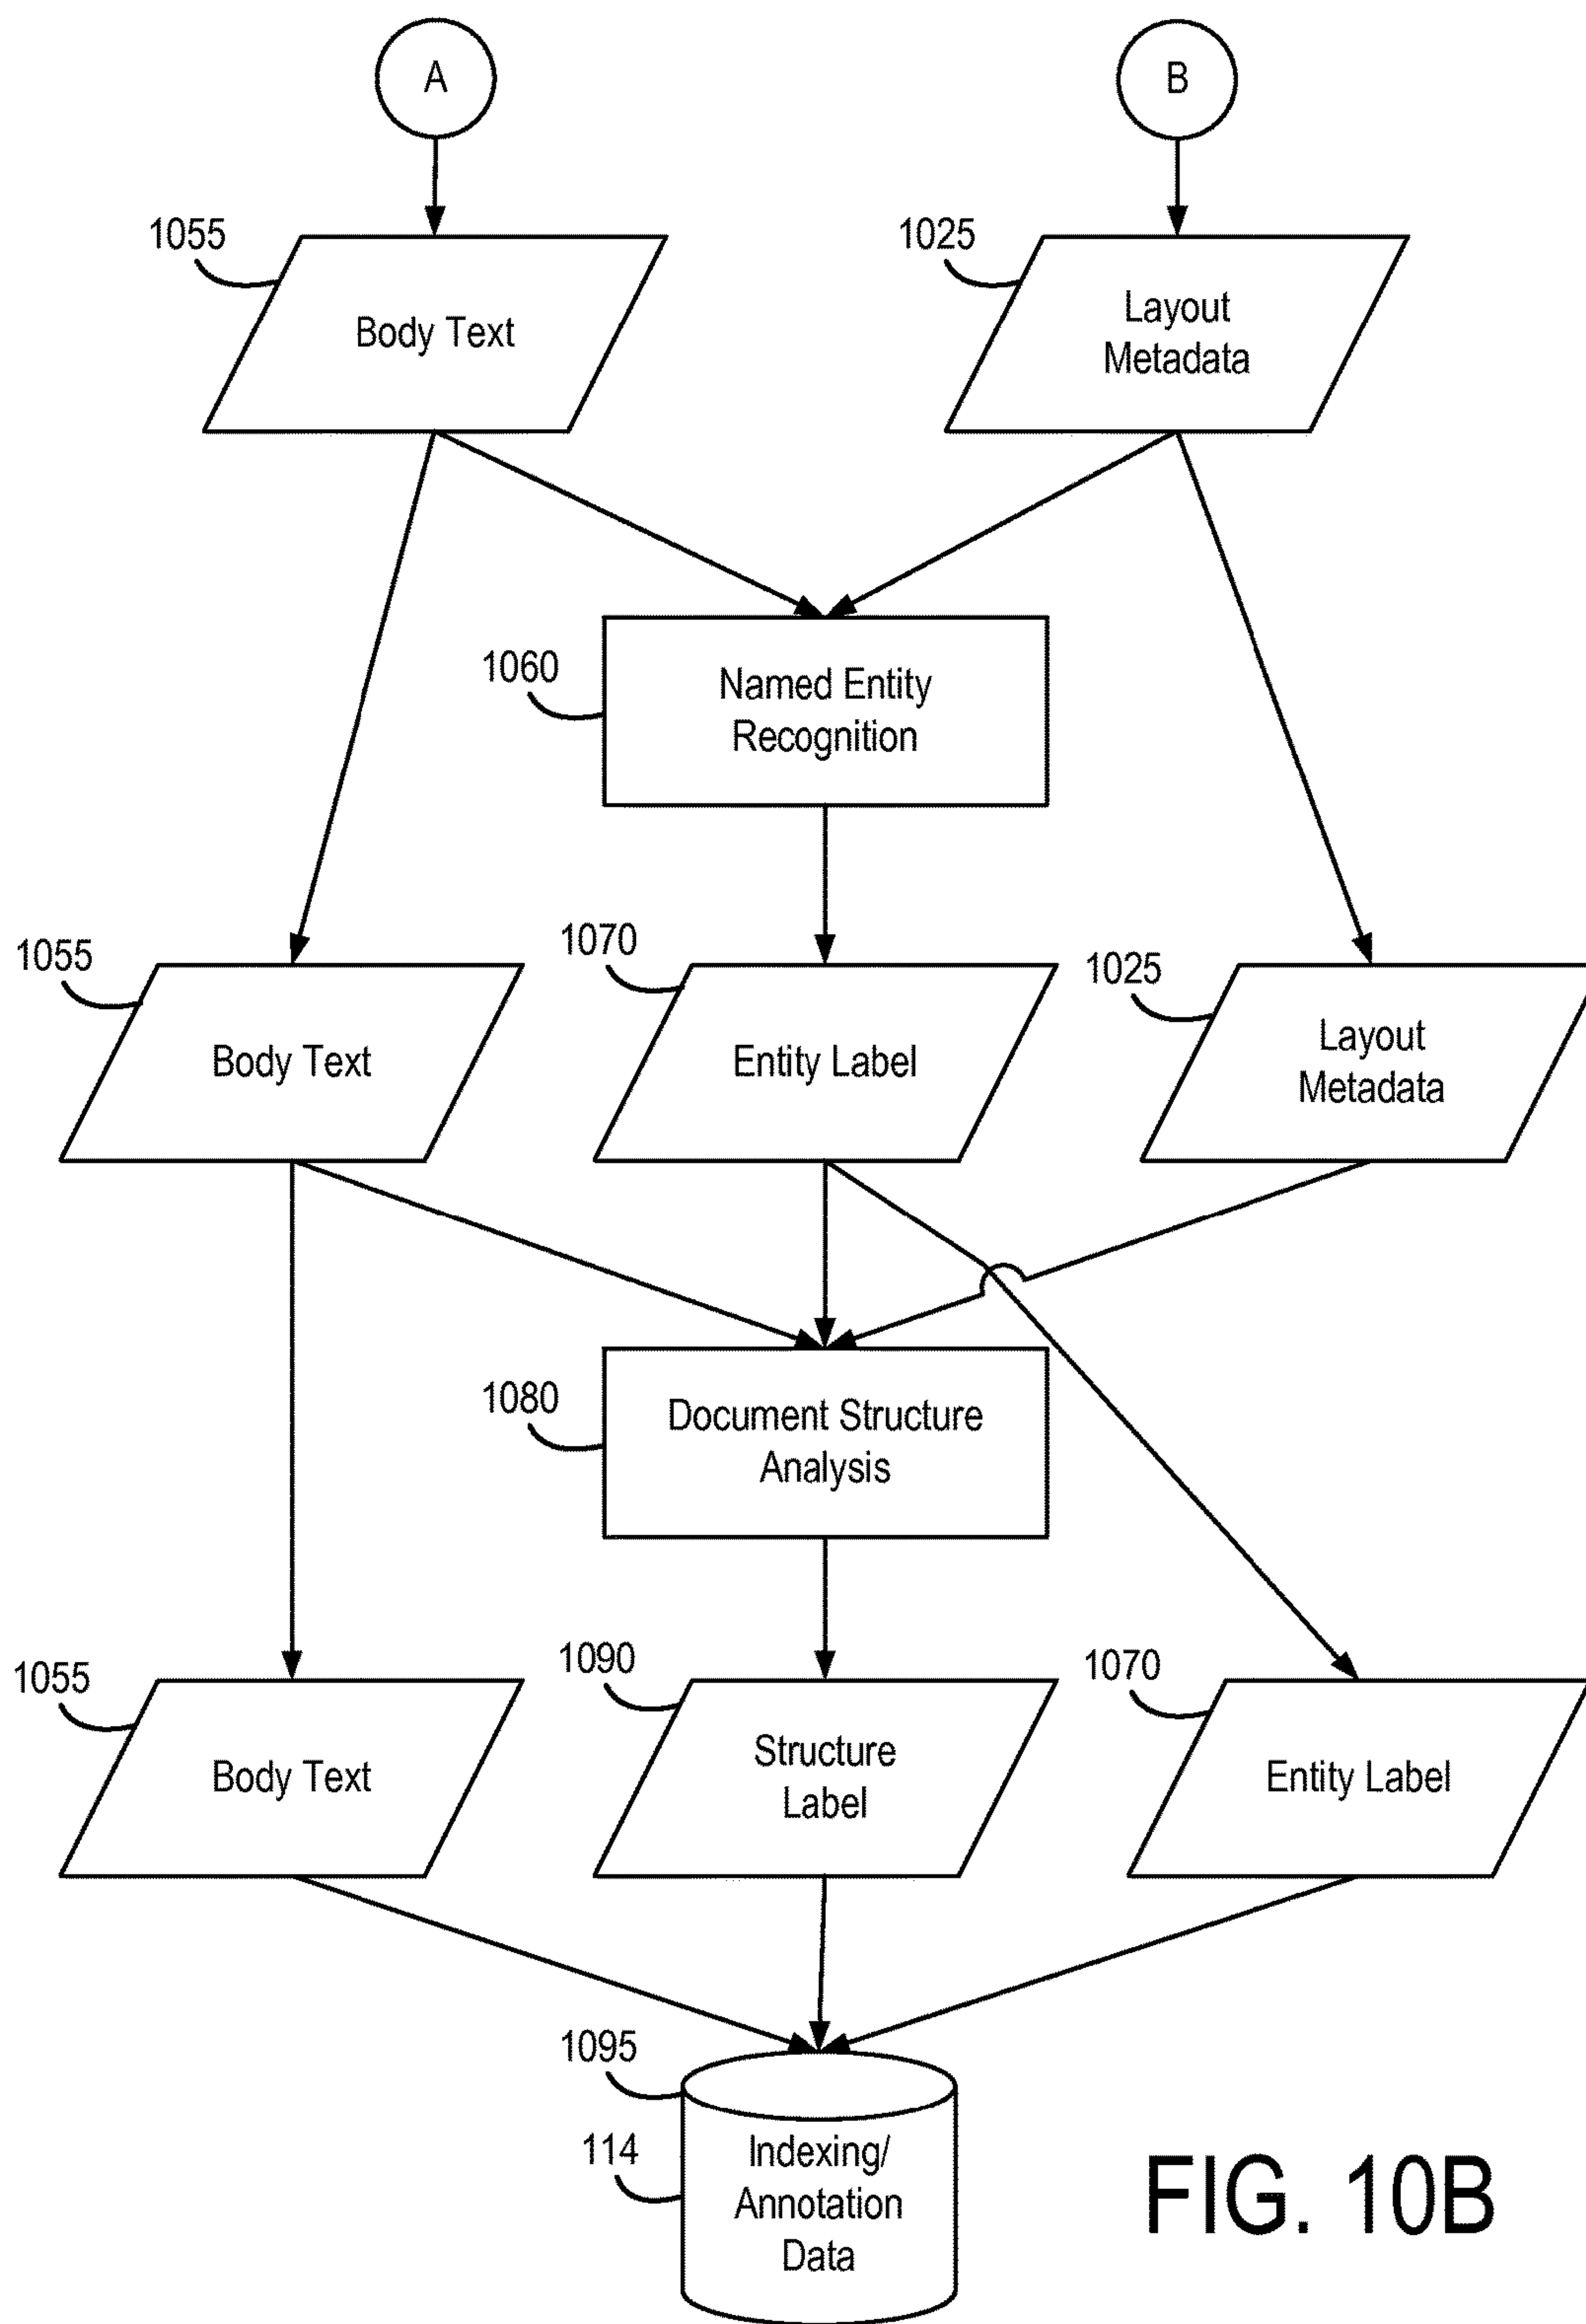 A
B
1055
1025
Body Text
Layout
Metadata
1060
Named Entity
Recognition
1055
1070
1025
Body Text
Entity Label
Layout
Metadata
1080
Document Structure
Analysis
1055
1090
1070
Body Text
Structure
Label
Entity Label
1095
114
Indexing/
Annotation
Data
FIG. 10B